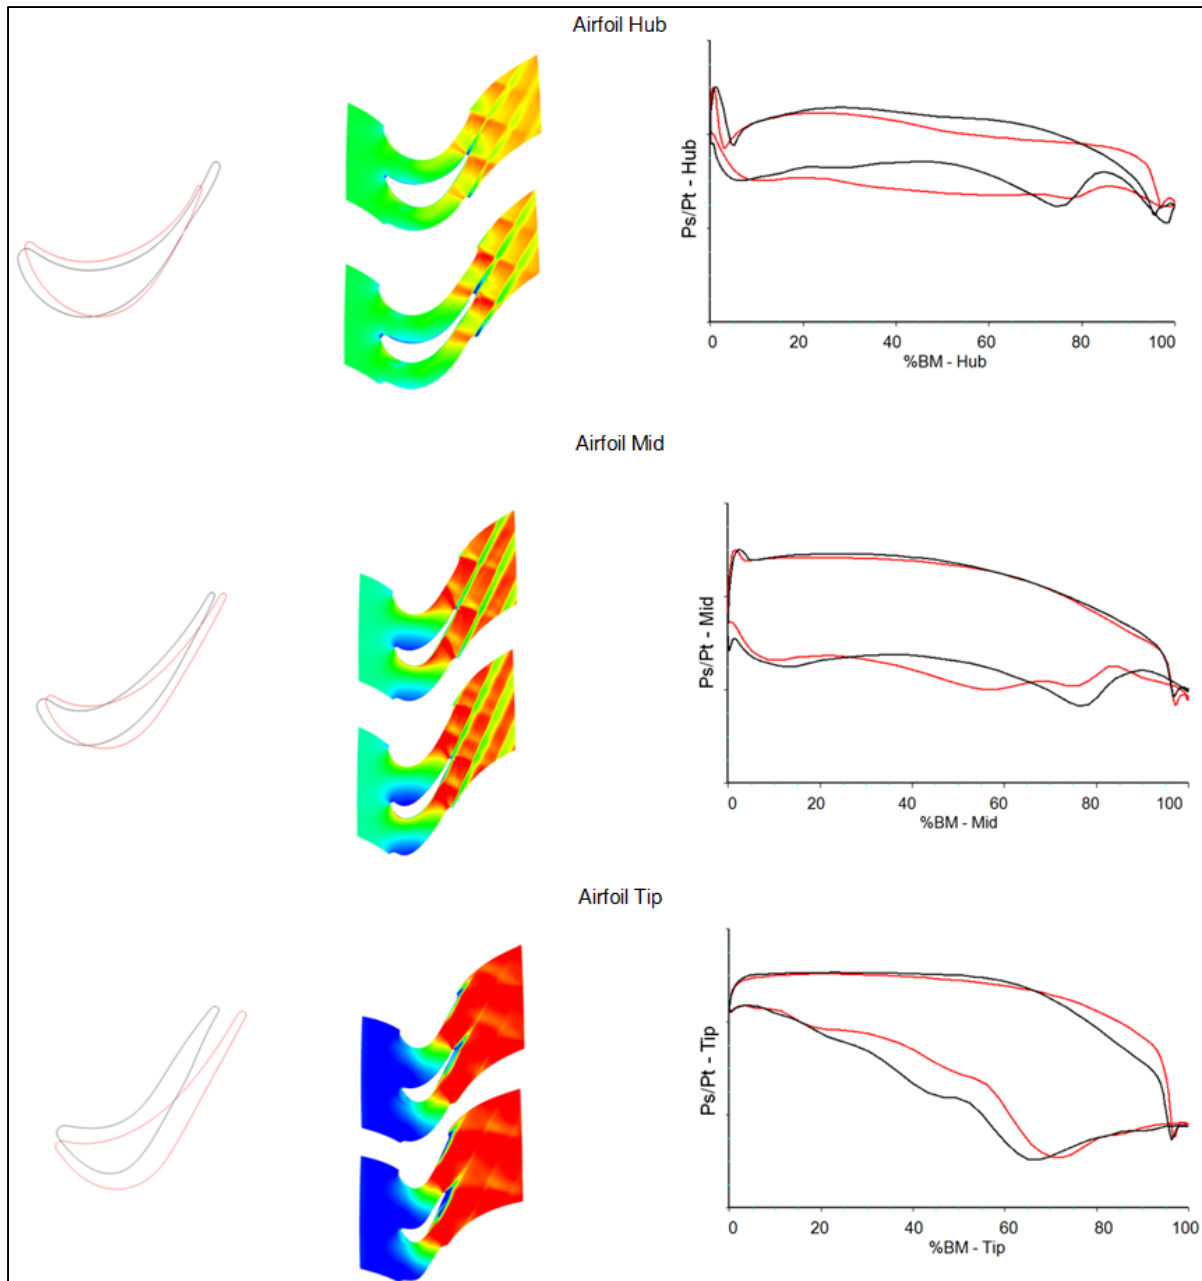 Airfoil Hub
Ps/Pt - Hub
0 20 40 60 80 100
%BM - Hub
Airfoil Mid
Ps/Pt - Mid
0 20 40 60 80 100
%BM - Mid
Airfoil Tip
Ps/Pt - Tip
0 20 40 60 80 100
%BM - Tip